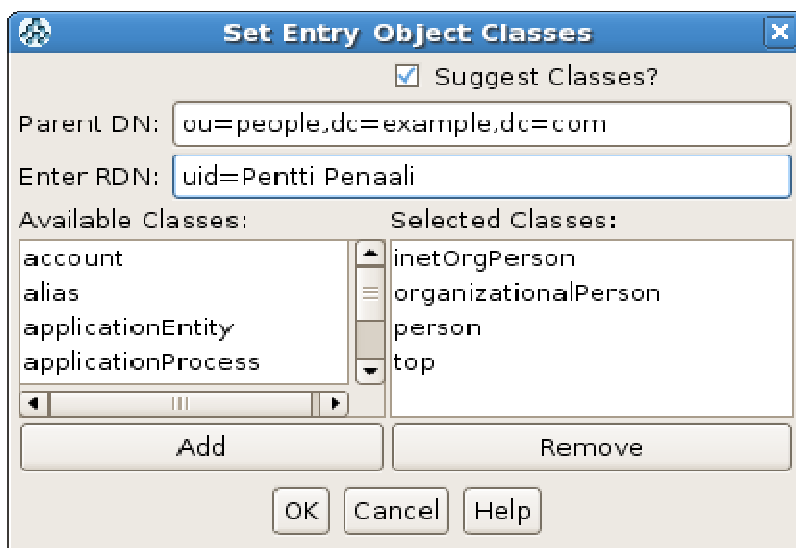 Set Entry Object Classes
Suggest Classes?
Parent DN: ou=people,dc=example,dc=com
Enter RDN: uid=Pentti Penaali
Available Classes:
account
alias
applicationEntity
applicationProcess
Selected Classes:
inetOrgPerson
organizationalPerson
person
top
Add Remove
OK Cancel Help